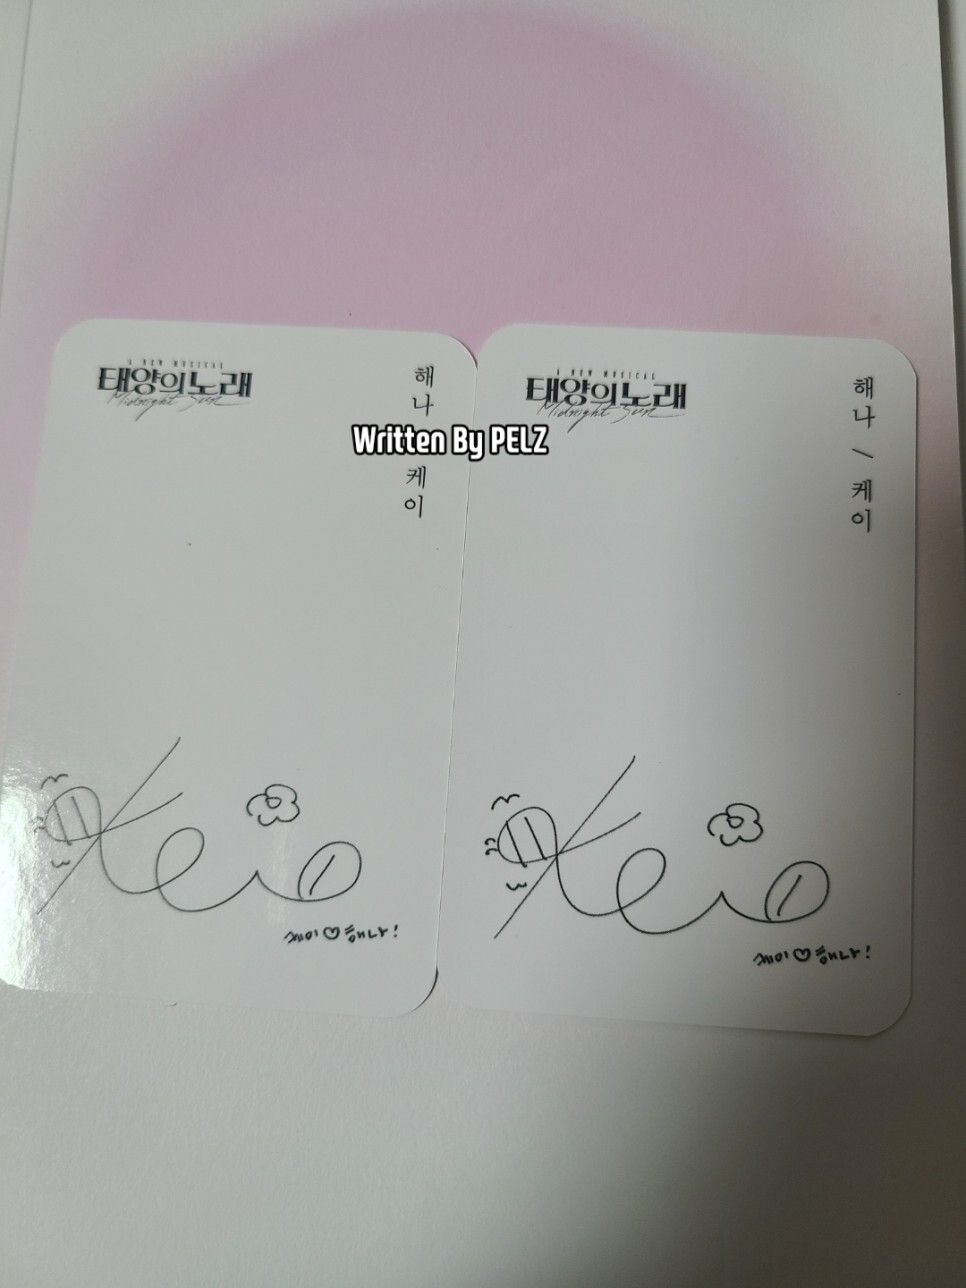 A NEW MUSICAL
태양의노래
Midnight Sun
해나
케이
Written By PELZ
A NEW MUSICAL
태양의노래
Midnight Sun
해나 / 케이
Kei
케이♡해나!
Kei
케이♡해나!